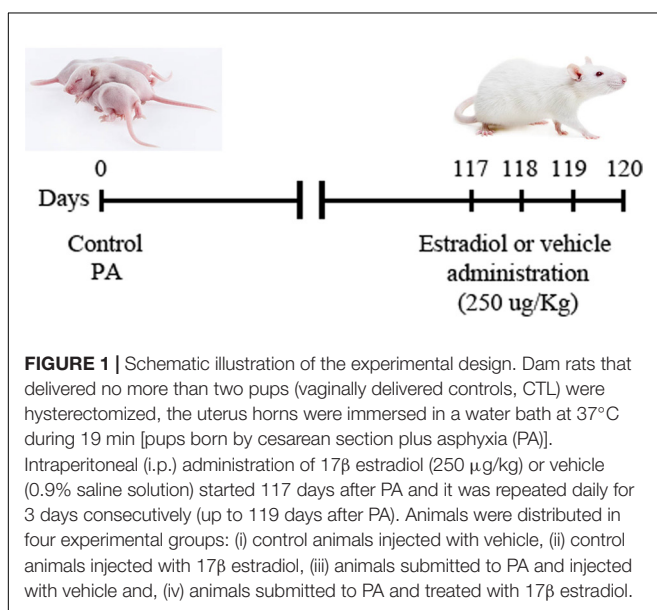 0
117 118 119 120
Days
Control
PA
Estradiol or vehicle
administration
(250 ug/Kg)
FIGURE 1 | Schematic illustration of the experimental design. Dam rats that
delivered no more than two pups (vaginally delivered controls, CTL) were
hysterectomized, the uterus horns were immersed in a water bath at 37°C
during 19 min [pups born by cesarean section plus asphyxia (PA)].
Intraperitoneal (i.p.) administration of 17β estradiol (250 μg/kg) or vehicle
(0.9% saline solution) started 117 days after PA and it was repeated daily for
3 days consecutively (up to 119 days after PA). Animals were distributed in
four experimental groups: (i) control animals injected with vehicle, (ii) control
animals injected with 17β estradiol, (iii) animals submitted to PA and injected
with vehicle and, (iv) animals submitted to PA and treated with 17β estradiol.